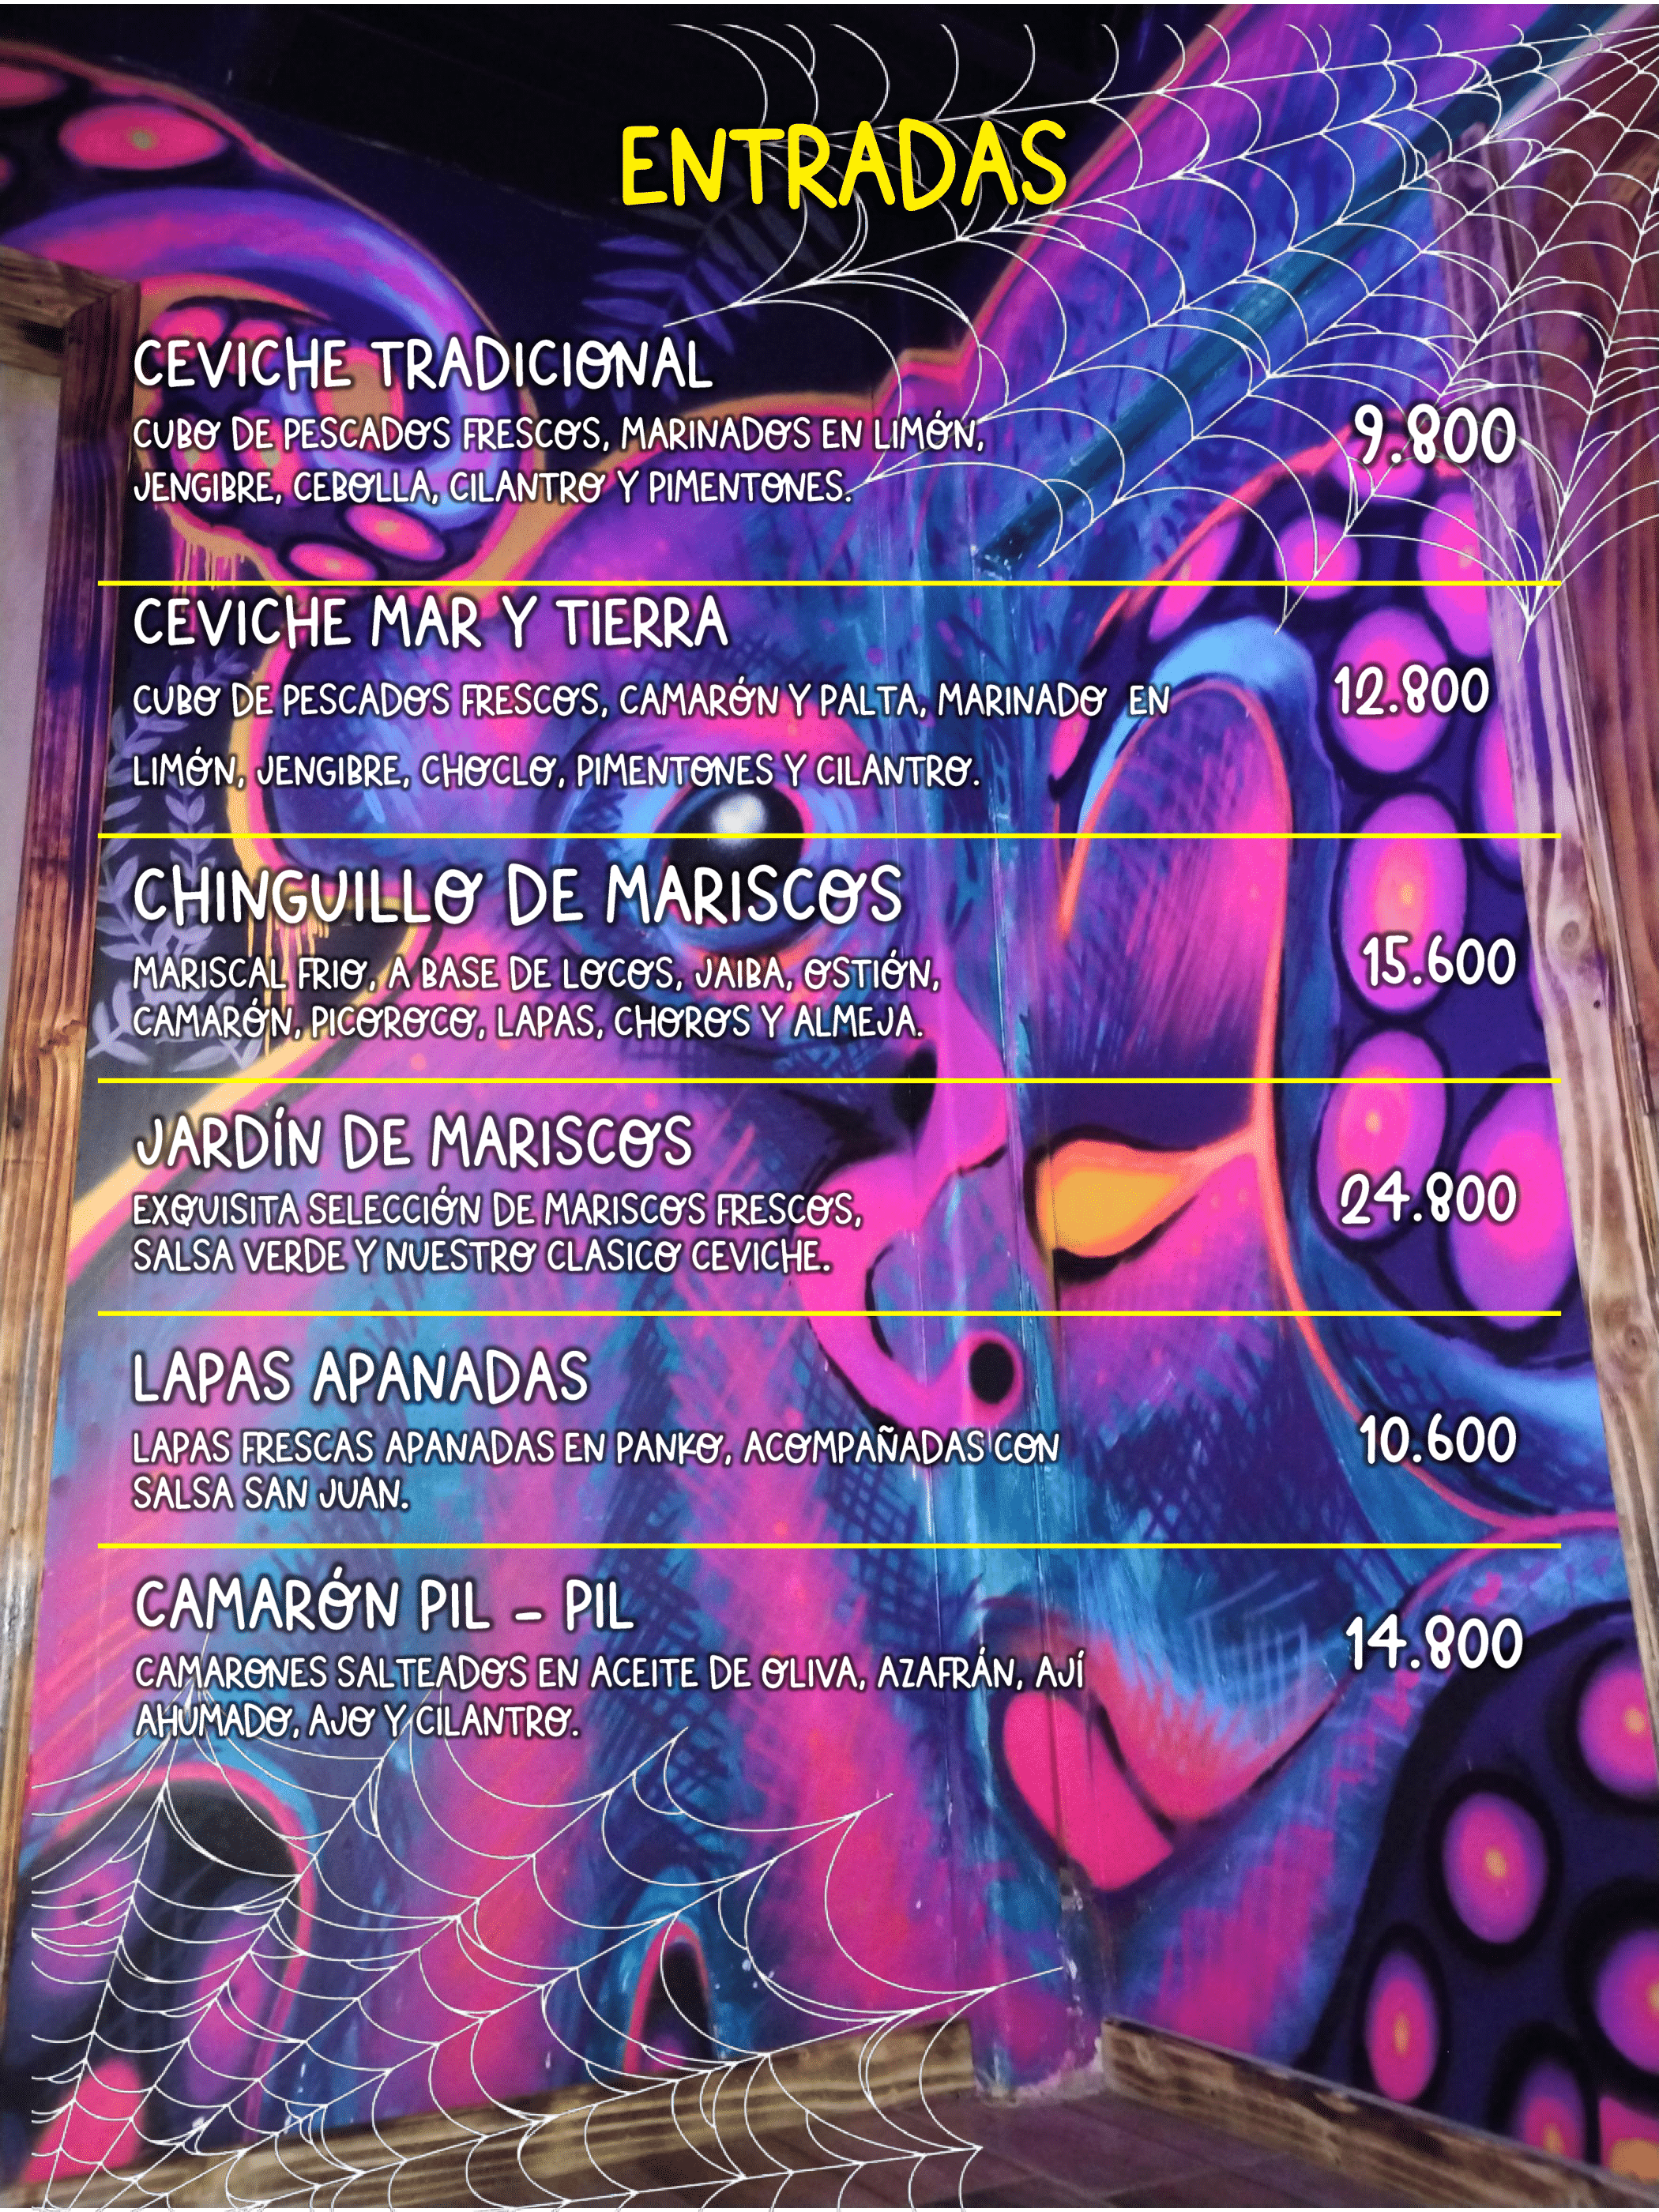 ENTRADAS
CEVICHE TRADICIONAL
CUBO DE PESCADOS FRESCOS, MARINADOS EN LIMÓN,
JENGIBRE, CEBOLLA, CILANTRO Y PIMENTONES.
9.800
CEVICHE MAR Y TIERRA
CUBO DE PESCADOS FRESCOS, CAMARÓN Y PALTA, MARINADO EN
LIMÓN, JENGIBRE, CHOCLO, PIMENTONES Y CILANTRO.
12.800
CHINGUILLO DE MARISCOS
MARISCAL FRIO, A BASE DE LOCOS, JAIBA, OSTIÓN,
CAMARÓN, PICOROCO, LAPAS, CHOROS Y ALMEJA.
15.600
JARDÍN DE MARISCOS
EXQUISITA SELECCIÓN DE MARISCOS FRESCOS,
SALSA VERDE Y NUESTRO CLASICO CEVICHE.
24.800
LAPAS APANADAS
LAPAS FRESCAS APANADAS EN PANKO, ACOMPAÑADAS CON
SALSA SAN JUAN.
10.600
CAMARÓN PIL - PIL
CAMARONES SALTEADOS EN ACEITE DE OLIVA, AZAFRÁN, AJÍ
AHUMADO, AJO Y CILANTRO.
14.800